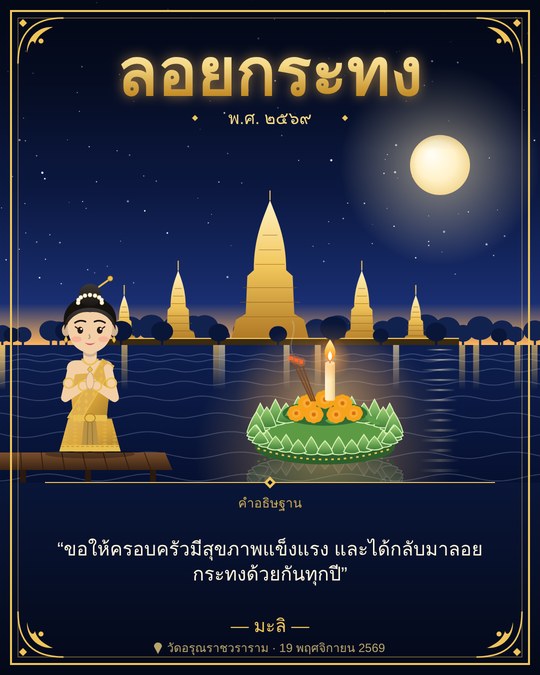 ลอยกระทง
พ.ศ. ๒๕๖๙
คำอธิษฐาน
“ขอให้ครอบครัวมีสุขภาพแข็งแรง และได้กลับมาลอย
กระทงด้วยกันทุกปี”
— มะลิ —
วัดอรุณราชวราราม · 19 พฤศจิกายน 2569